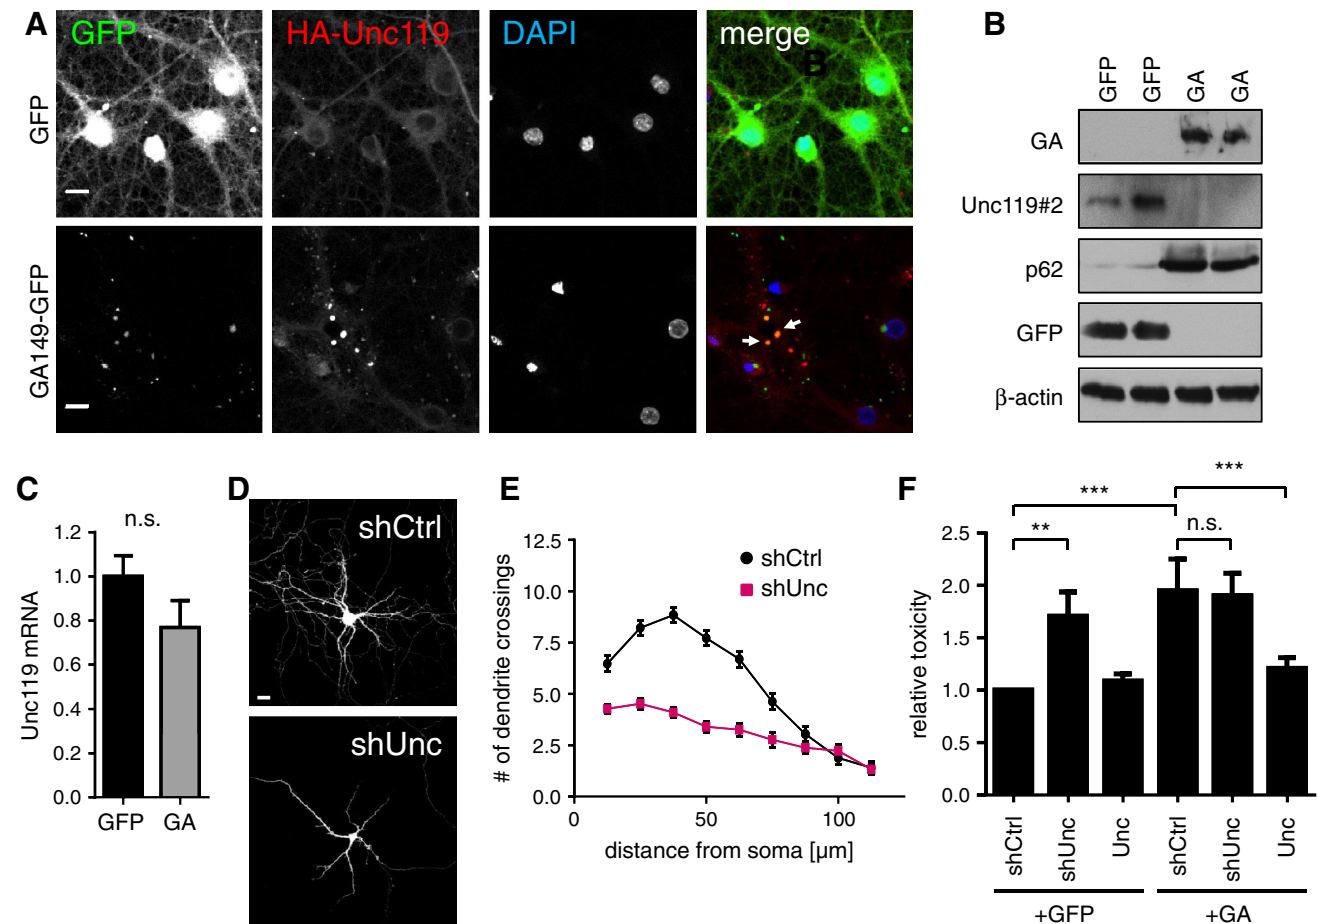 A
GFP
HA-Unc119
DAPI
merge
B
GFP
GA149-GFP
B
GFP
GFP
GA
GA
GA
Unc119#2
p62
GFP
β-actin
C
n.s.
Unc119 mRNA
1.2
1.0
0.8
0.6
0.4
0.2
0.0
GFP
GA
D
shCtrl
shUnc
E
# of dendrite crossings
12.5
10.0
7.5
5.0
2.5
0.0
shCtrl
shUnc
0
50
100
distance from soma [µm]
F
***
***
n.s.
**
relative toxicity
2.5
2.0
1.5
1.0
0.5
0.0
shCtrl
shUnc
Unc
shCtrl
shUnc
Unc
+GFP
+GA